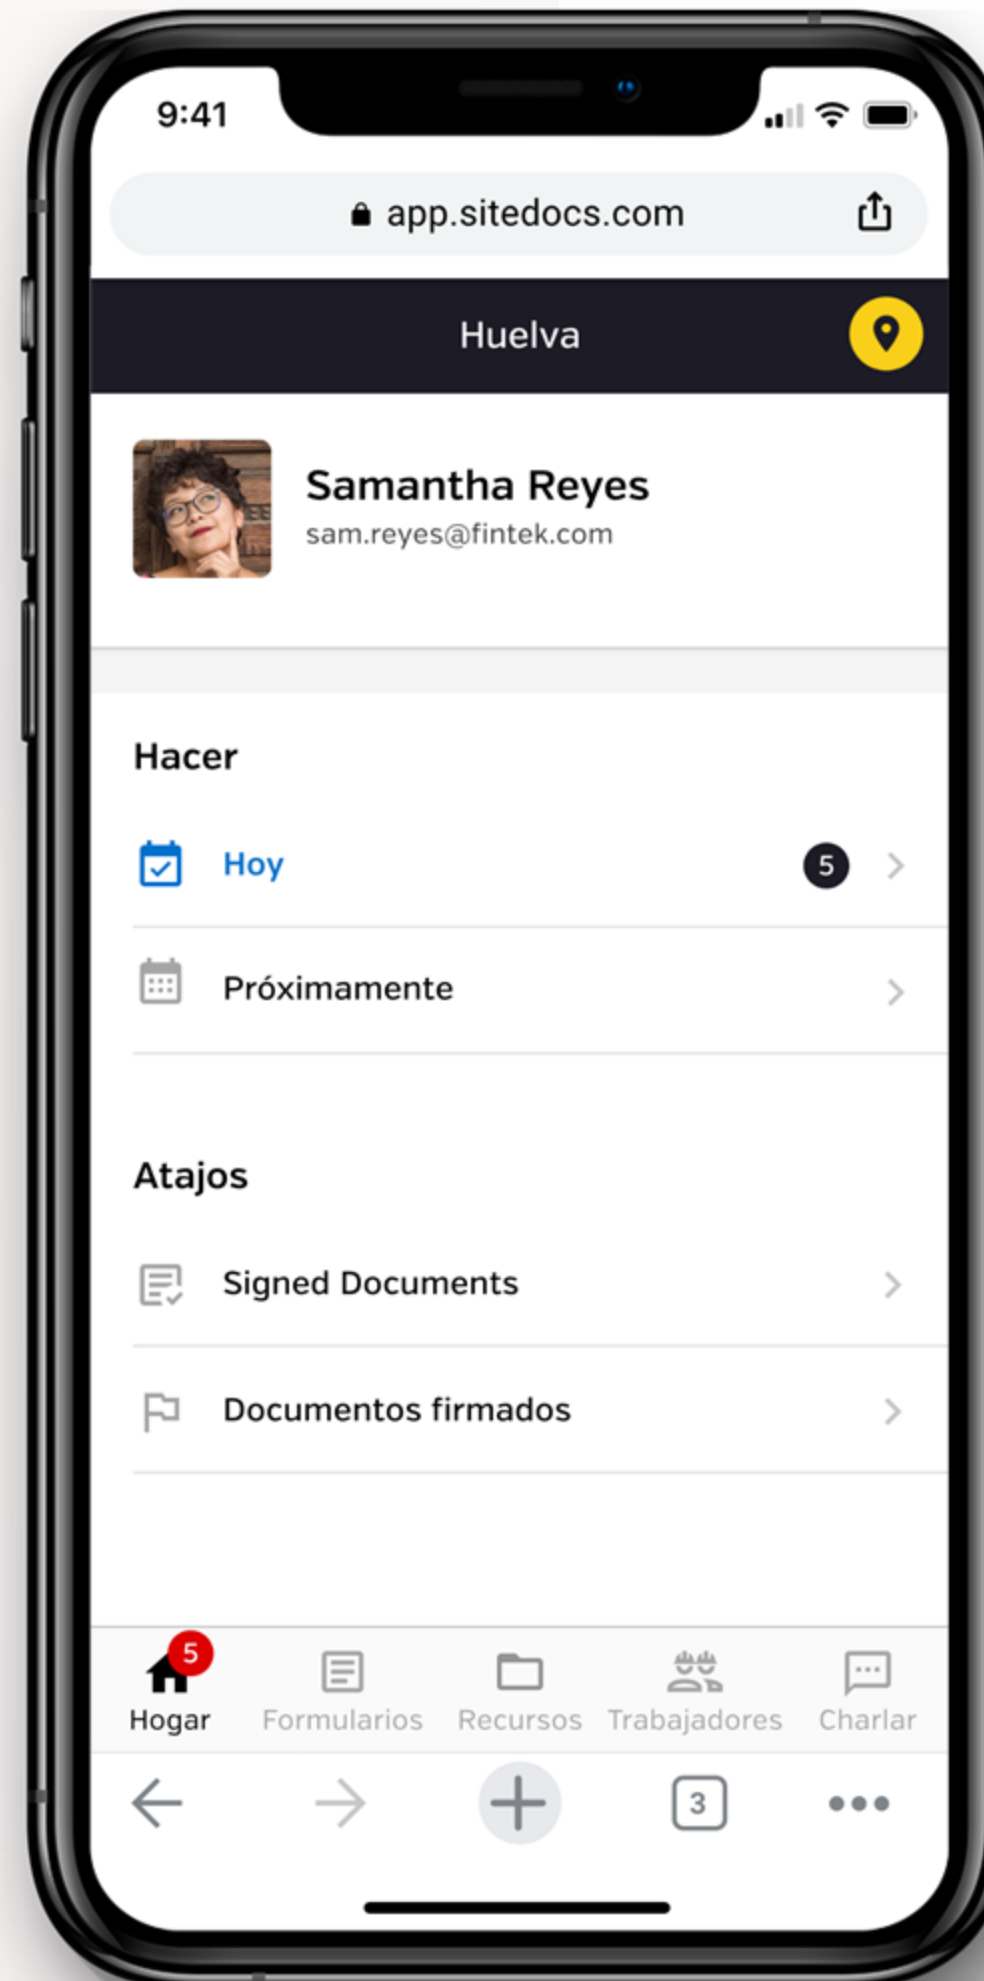 9:41
app.sitedocs.com
Huelva
Samantha Reyes
sam.reyes@fintek.com
Hacer
Hoy 5
Próximamente
Atajos
Signed Documents
Documentos firmados
5
Hogar Formularios Recursos Trabajadores Charlar
3